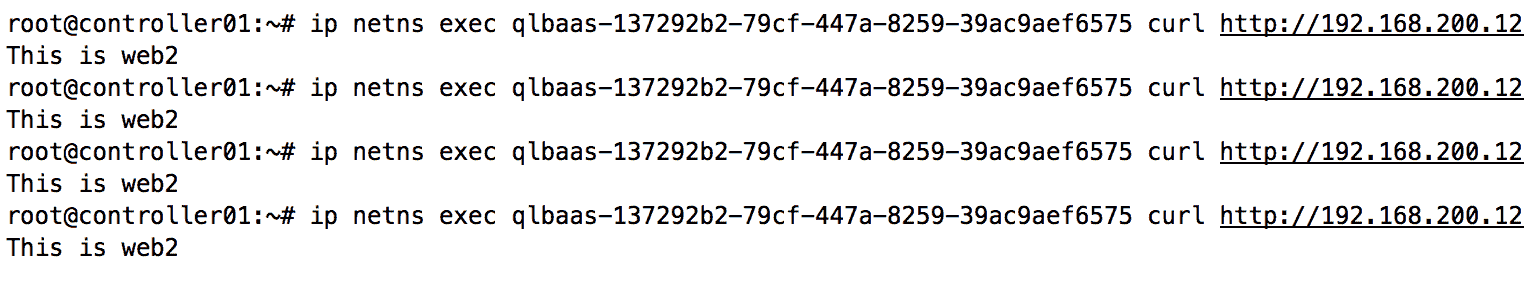 root@controller01:~# ip netns exec qlbaas-137292b2-79cf-447a-8259-39ac9aef6575 curl http://192.168.200.12
This is web2
root@controller01:~# ip netns exec qlbaas-137292b2-79cf-447a-8259-39ac9aef6575 curl http://192.168.200.12
This is web2
root@controller01:~# ip netns exec qlbaas-137292b2-79cf-447a-8259-39ac9aef6575 curl http://192.168.200.12
This is web2
root@controller01:~# ip netns exec qlbaas-137292b2-79cf-447a-8259-39ac9aef6575 curl http://192.168.200.12
This is web2